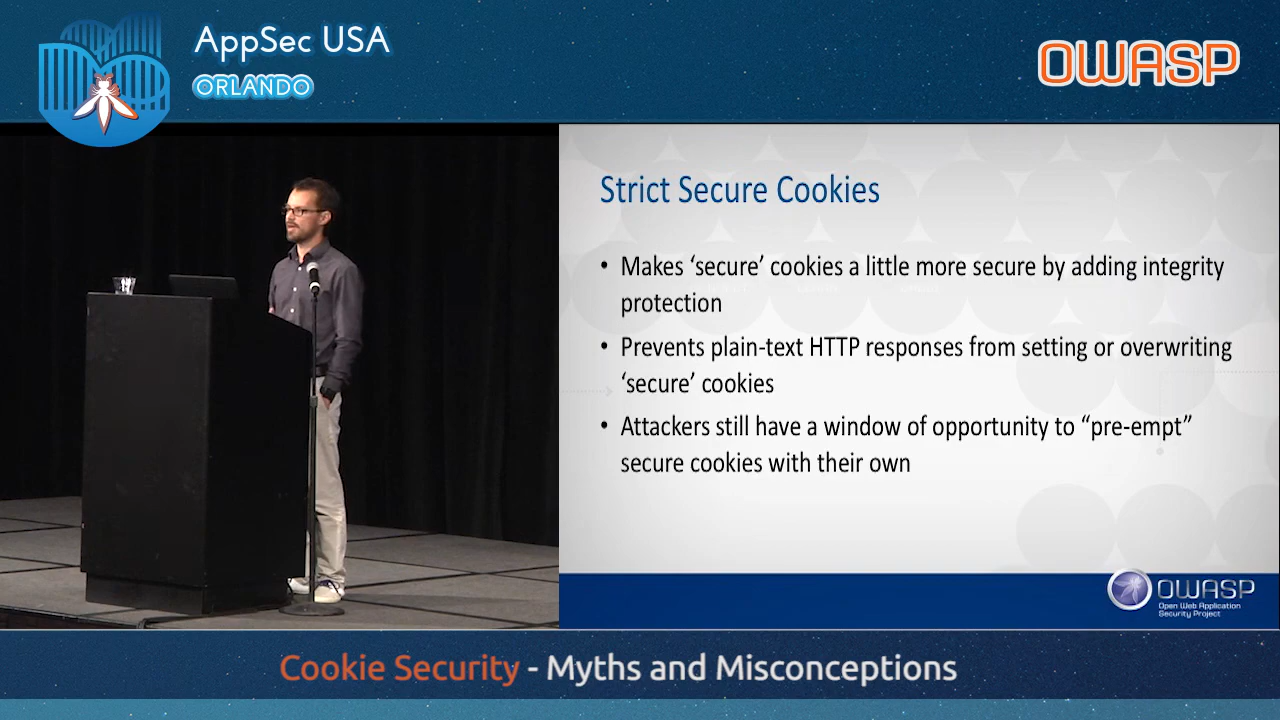 AppSec USA
ORLANDO
OWASP
Strict Secure Cookies
• Makes ‘secure’ cookies a little more secure by adding integrity
protection
• Prevents plain-text HTTP responses from setting or overwriting
‘secure’ cookies
• Attackers still have a window of opportunity to “pre-empt”
secure cookies with their own
OWASP
Open Web Application
Security Project
Cookie Security - Myths and Misconceptions